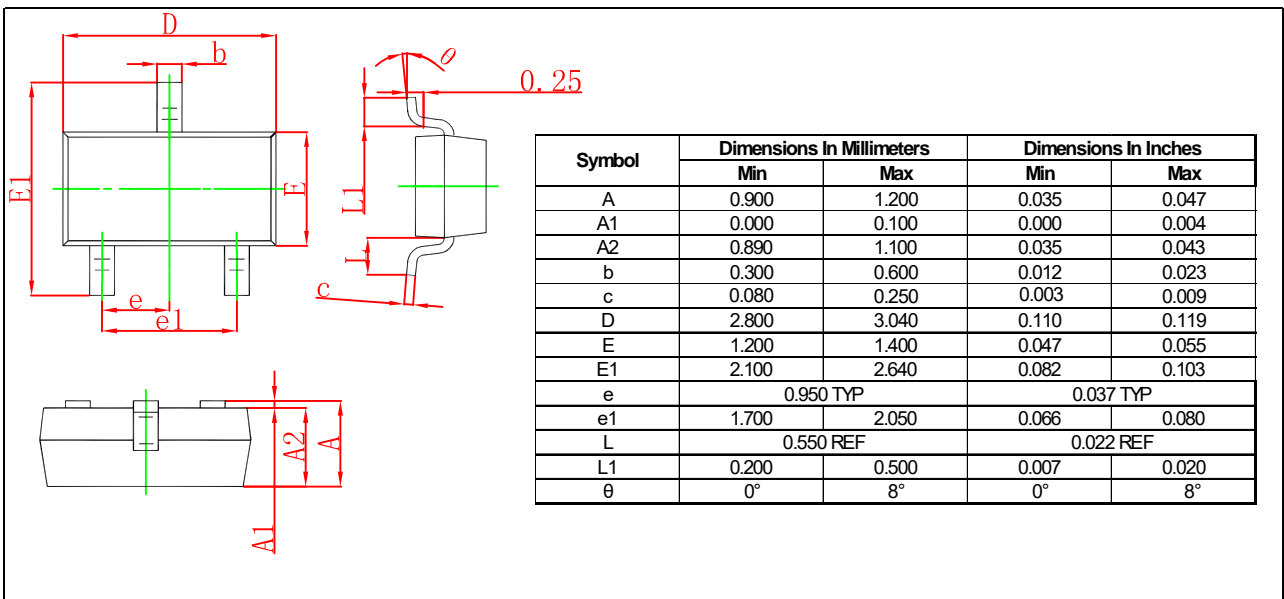 D
b
θ
0.25
E1
E
L1
L
c
e
e1
A2
A
A1
Symbol Dimensions In Millimeters Dimensions In Inches
Min Max Min Max
A 0.900 1.200 0.035 0.047
A1 0.000 0.100 0.000 0.004
A2 0.890 1.100 0.035 0.043
b 0.300 0.600 0.012 0.023
c 0.080 0.250 0.003 0.009
D 2.800 3.040 0.110 0.119
E 1.200 1.400 0.047 0.055
E1 2.100 2.640 0.082 0.103
e 0.950 TYP 0.037 TYP
e1 1.700 2.050 0.066 0.080
L 0.550 REF 0.022 REF
L1 0.200 0.500 0.007 0.020
θ 0° 8° 0° 8°